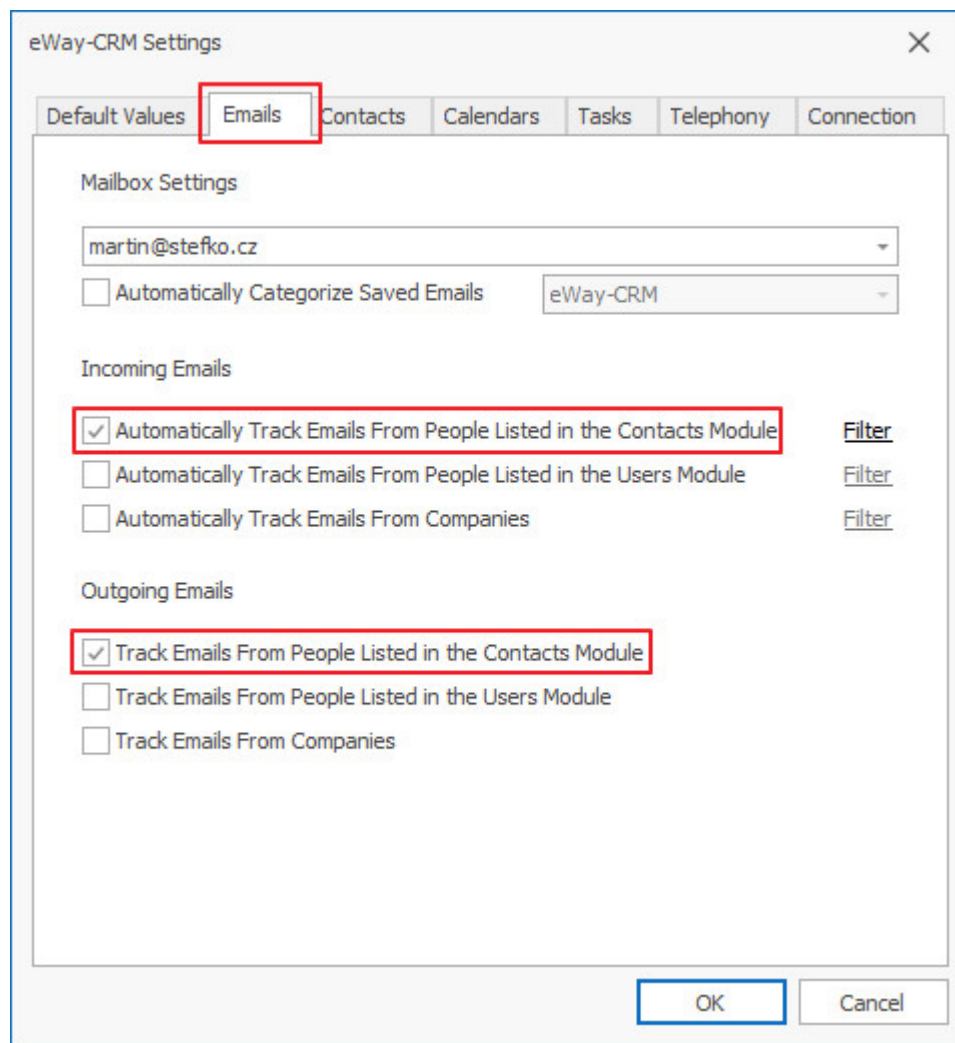 eWay-CRM Settings
Default Values Emails Contacts Calendars Tasks Telephony Connection
Mailbox Settings
martin@stefko.cz
Automatically Categorize Saved Emails eWay-CRM
Incoming Emails
Automatically Track Emails From People Listed in the Contacts Module Filter
Automatically Track Emails From People Listed in the Users Module Filter
Automatically Track Emails From Companies Filter
Outgoing Emails
Track Emails From People Listed in the Contacts Module
Track Emails From People Listed in the Users Module
Track Emails From Companies
OK Cancel